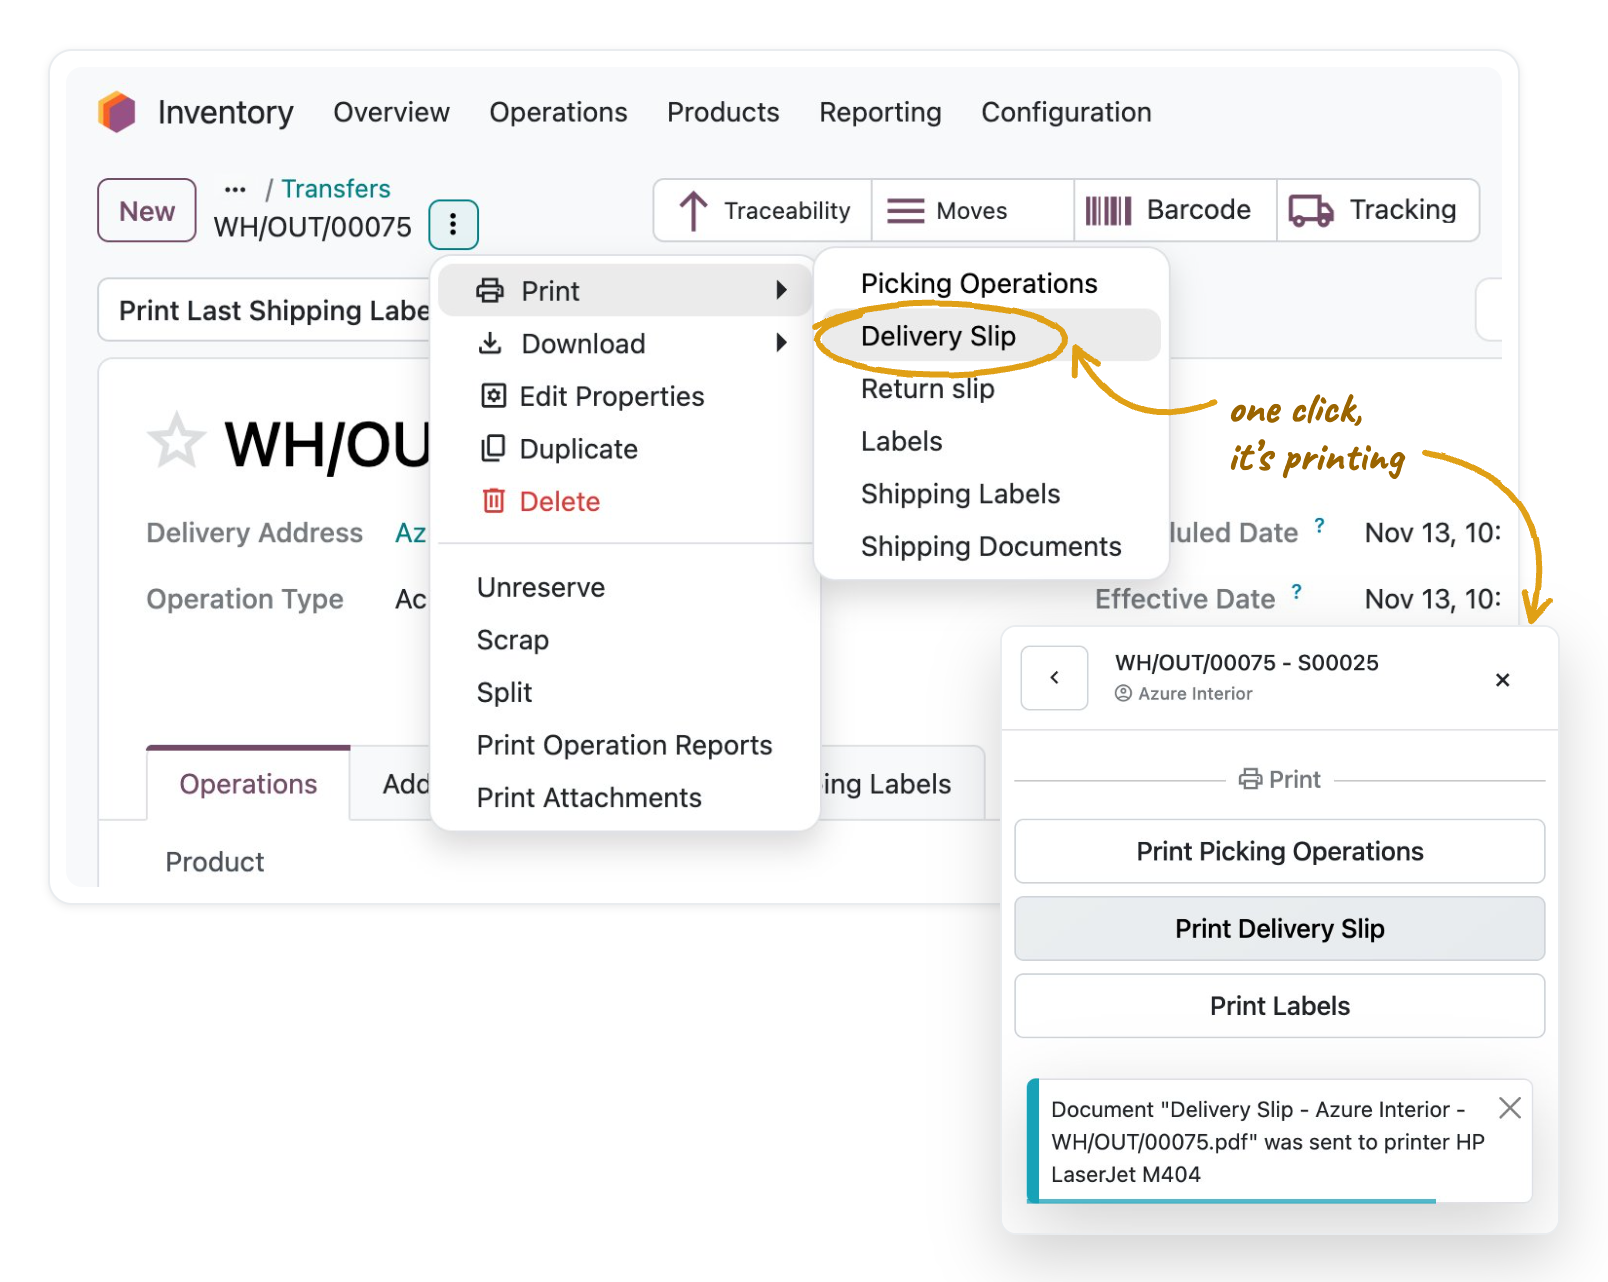 Inventory Overview Operations Products Reporting Configuration
New
... / Transfers
WH/OUT/00075
Traceability
Moves
Barcode
Tracking
Print Last Shipping Labe
Print
Download
Edit Properties
Duplicate
Delete
Unreserve
Scrap
Split
Print Operation Reports
Print Attachments
Picking Operations
Delivery Slip
Return slip
Labels
Shipping Labels
Shipping Documents
one click,
it's printing
WH/OU
Delivery Address Az
luled Date ? Nov 13, 10:
Operation Type Ac
Effective Date ? Nov 13, 10:
Operations Add ing Labels
Product
WH/OUT/00075 - S00025
Azure Interior
Print
Print Picking Operations
Print Delivery Slip
Print Labels
Document "Delivery Slip - Azure Interior -
WH/OUT/00075.pdf" was sent to printer HP
LaserJet M404